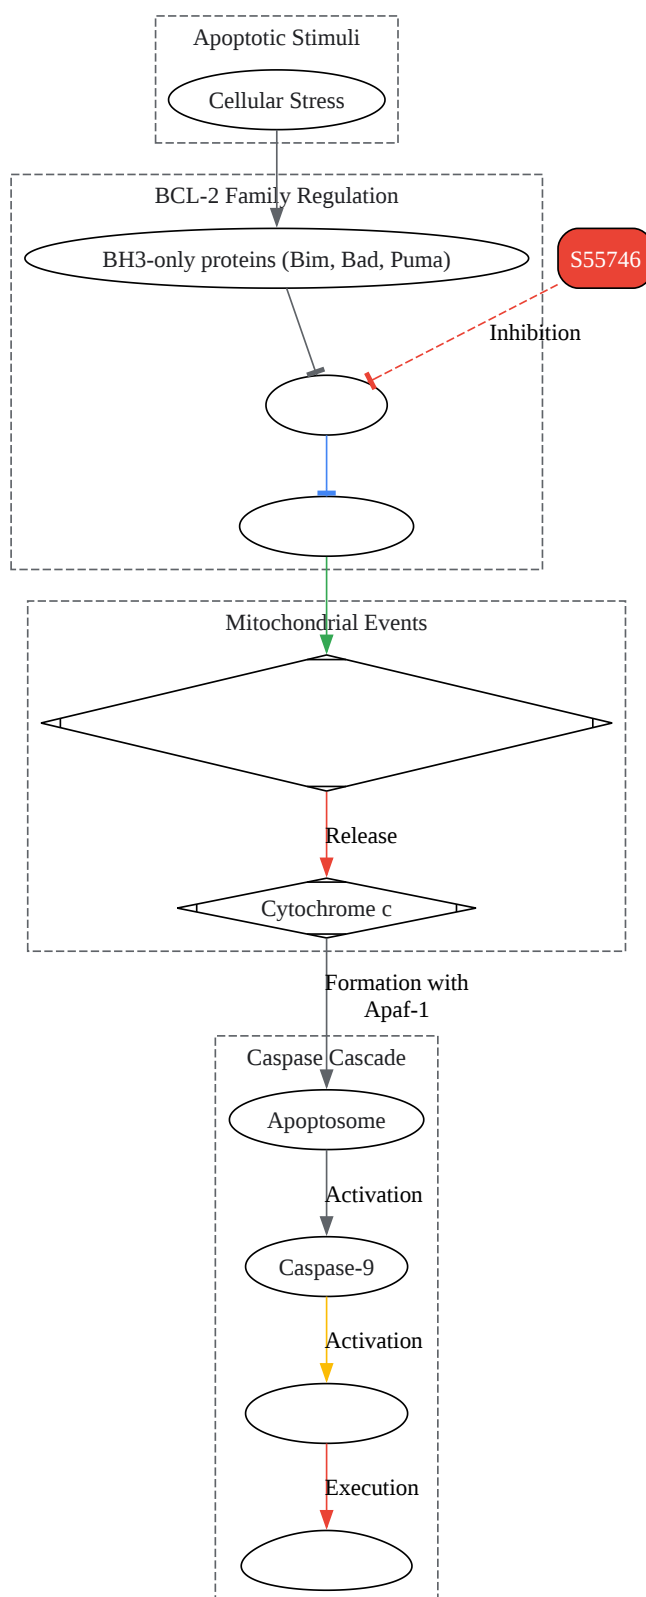 Apoptotic Stimuli
Cellular Stress
BCL-2 Family Regulation
BH3-only proteins (Bim, Bad, Puma)
S55746
Inhibition
Mitochondrial Events
Release
Cytochrome c
Formation with
Apaf-1
Caspase Cascade
Apoptosome
Activation
Caspase-9
Activation
Execution